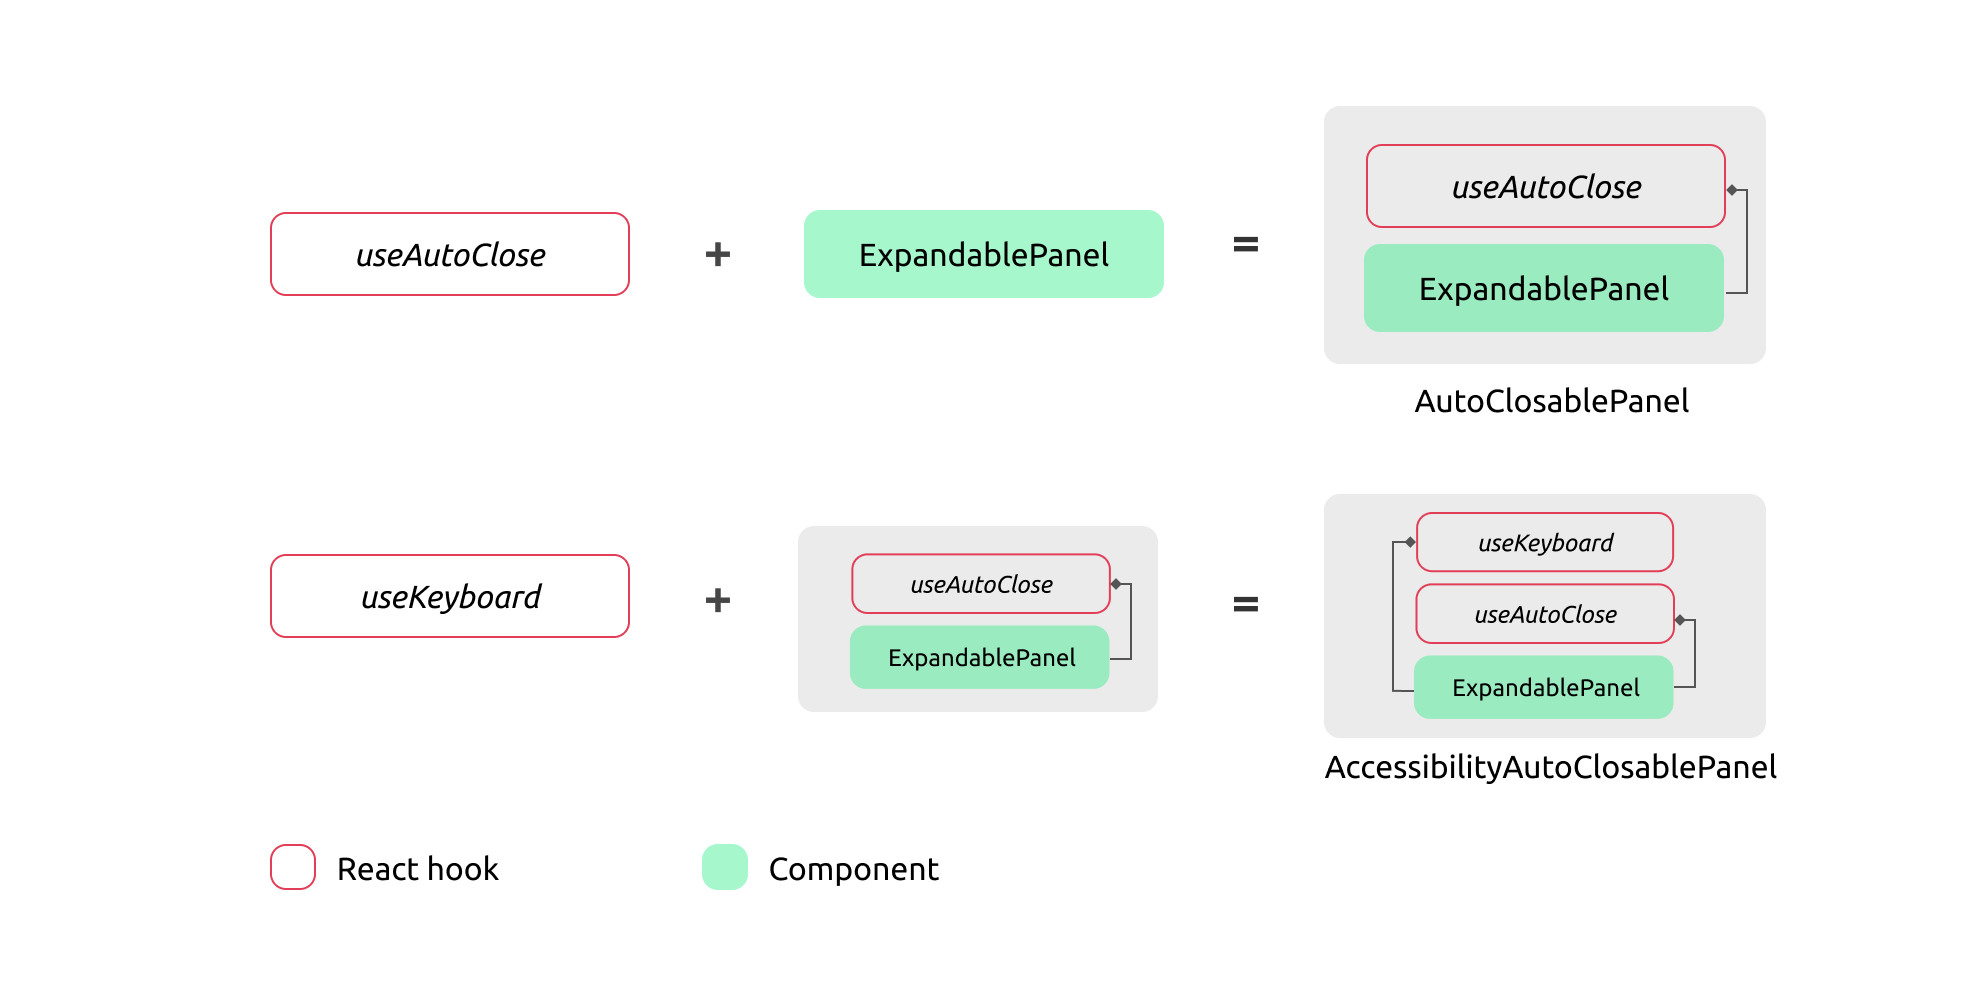 useAutoClose
+
ExpandablePanel
=
useAutoClose
ExpandablePanel
AutoClosablePanel
useKeyboard
+
useAutoClose
ExpandablePanel
=
useKeyboard
useAutoClose
ExpandablePanel
AccessibilityAutoClosablePanel
React hook
Component